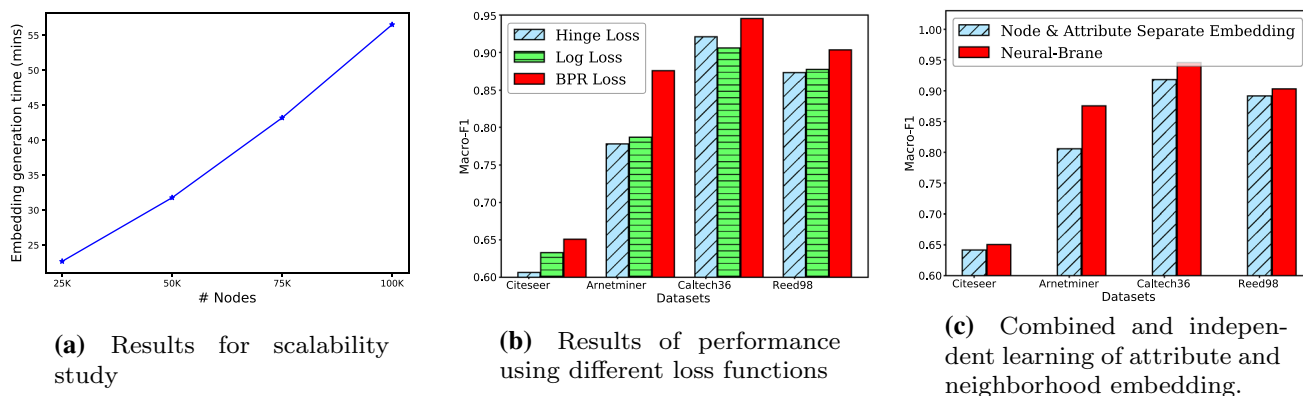 Embedding generation time (mins)
55
50
45
40
35
30
25
25K
50K
75K
100K
# Nodes
(a) Results for scalability
study
Macro-F1
0.95
0.90
0.85
0.80
0.75
0.70
0.65
0.60
Hinge Loss
Log Loss
BPR Loss
Citeseer
Arnetminer
Caltech36
Reed98
Datasets
(b) Results of performance
using different loss functions
Macro-F1
1.00
0.95
0.90
0.85
0.80
0.75
0.70
0.65
0.60
Node & Attribute Separate Embedding
Neural-Brane
Citeseer
Arnetminer
Caltech36
Reed98
Datasets
(c) Combined and indepen-
dent learning of attribute and
neighborhood embedding.